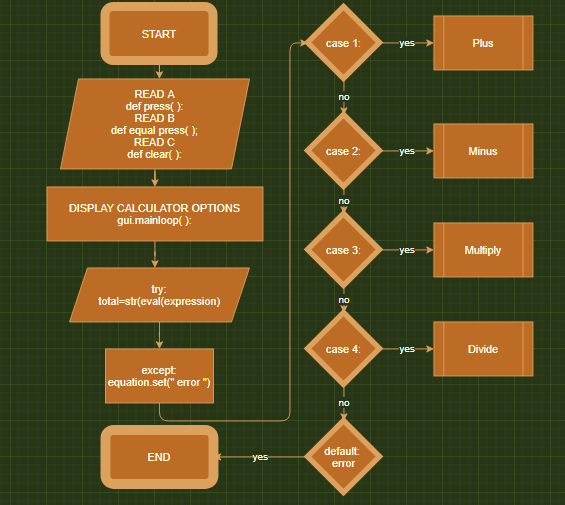 START
READ A
def press( ):
READ B
def equal press( );
READ C
def clear( ):
DISPLAY CALCULATOR OPTIONS
gui.mainloop( ):
try:
total=str(eval(expression)
except:
equation.set(" error ")
END
case 1:
yes
Plus
no
case 2:
yes
Minus
no
case 3:
yes
Multiply
no
case 4:
yes
Divide
no
default:
error
yes